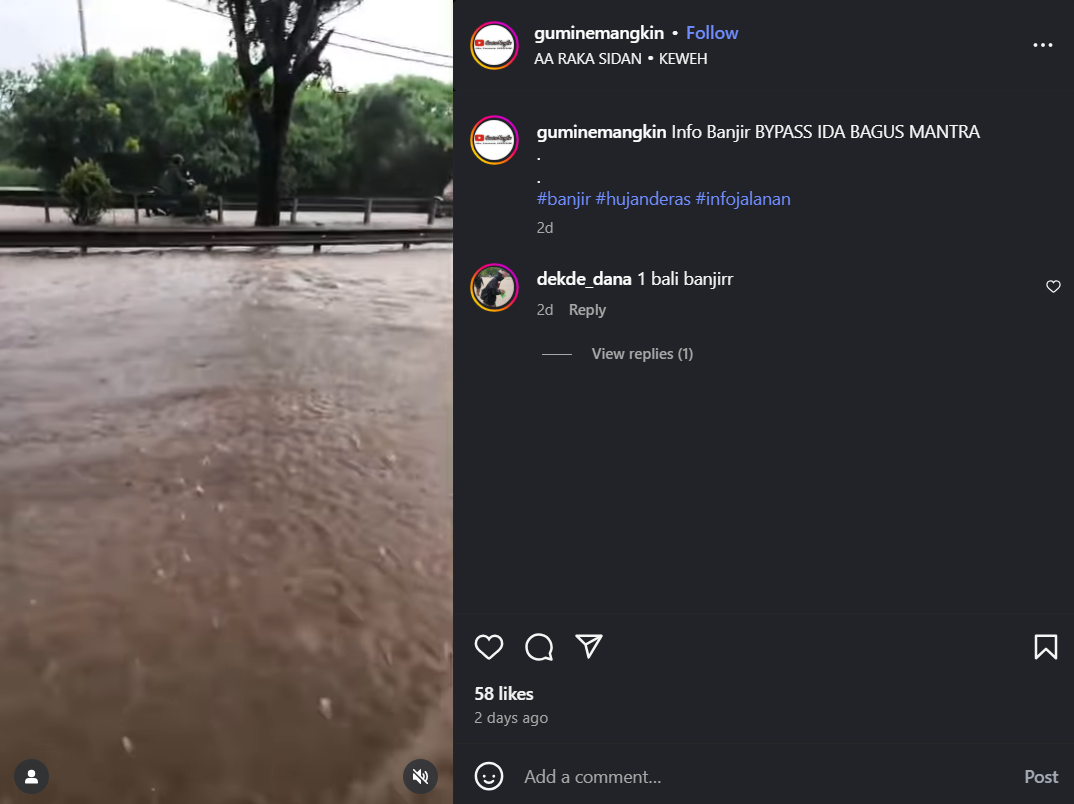 guminemangkin • Follow
AA RAKA SIDAN • KEWEH
guminemangkin Info Banjir BYPASS IDA BAGUS MANTRA
.
.
#banjir #hujanderas #infojalanan
2d
dekde_dana 1 bali banjirr
2d Reply
View replies (1)
58 likes
2 days ago
Add a comment...
Post